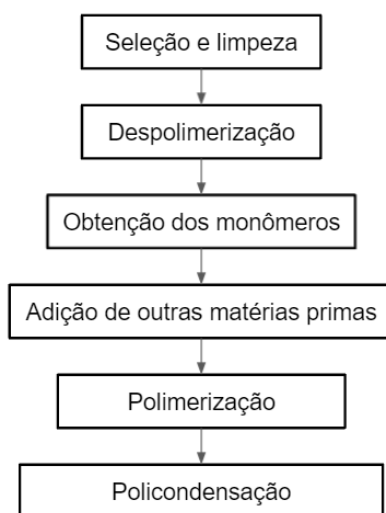 Seleção e limpeza
Despolimerização
Obtenção dos monômeros
Adição de outras matérias primas
Polimerização
Policondensação